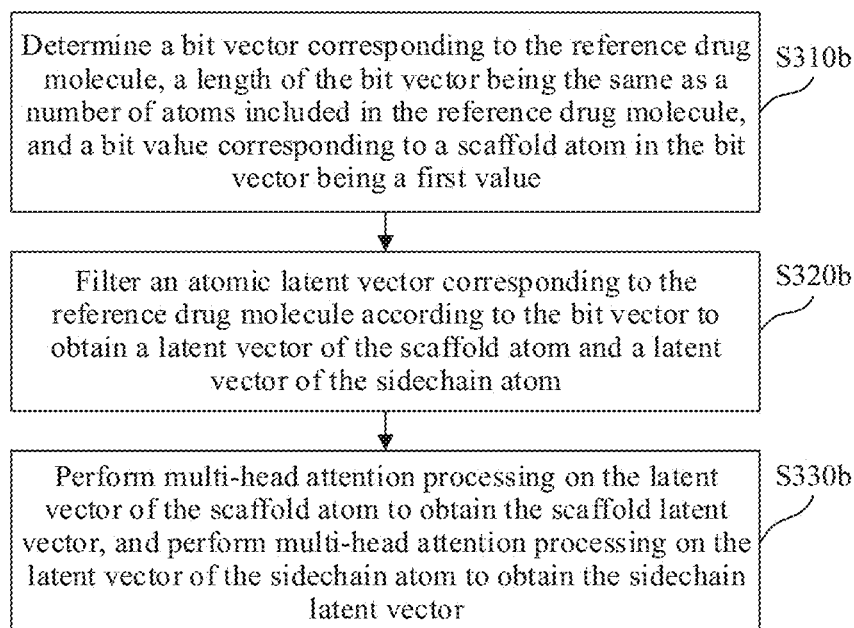 Determine a bit vector corresponding to the reference drug
molecule, a length of the bit vector being the same as a
number of atoms included in the reference drug molecule,
and a bit value corresponding to a scaffold atom in the bit
vector being a first value
S310b
Filter an atomic latent vector corresponding to the
reference drug molecule according to the bit vector to
obtain a latent vector of the scaffold atom and a latent
vector of the sidechain atom
S320b
Perform multi-head attention processing on the latent
vector of the scaffold atom to obtain the scaffold latent
vector, and perform multi-head attention processing on the
latent vector of the sidechain atom to obtain the sidechain
latent vector
S330b